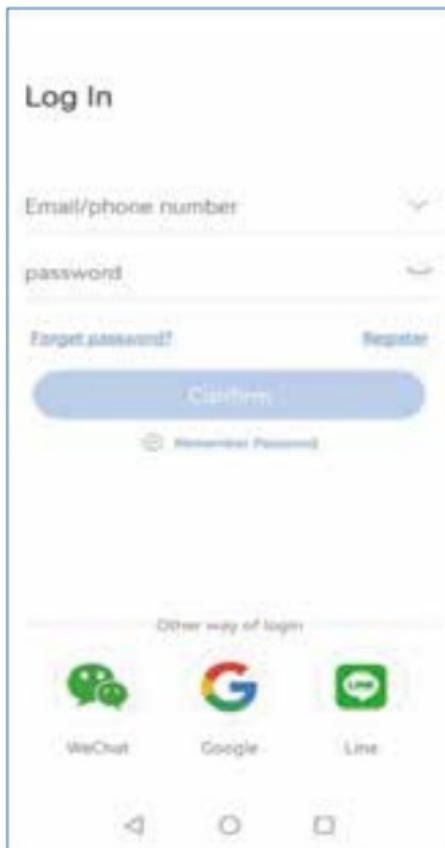 Log In
Email/phone number
password
Forget password? Register
Confirm
Remember Password
Other way of login
LINE
WeChat Google Line